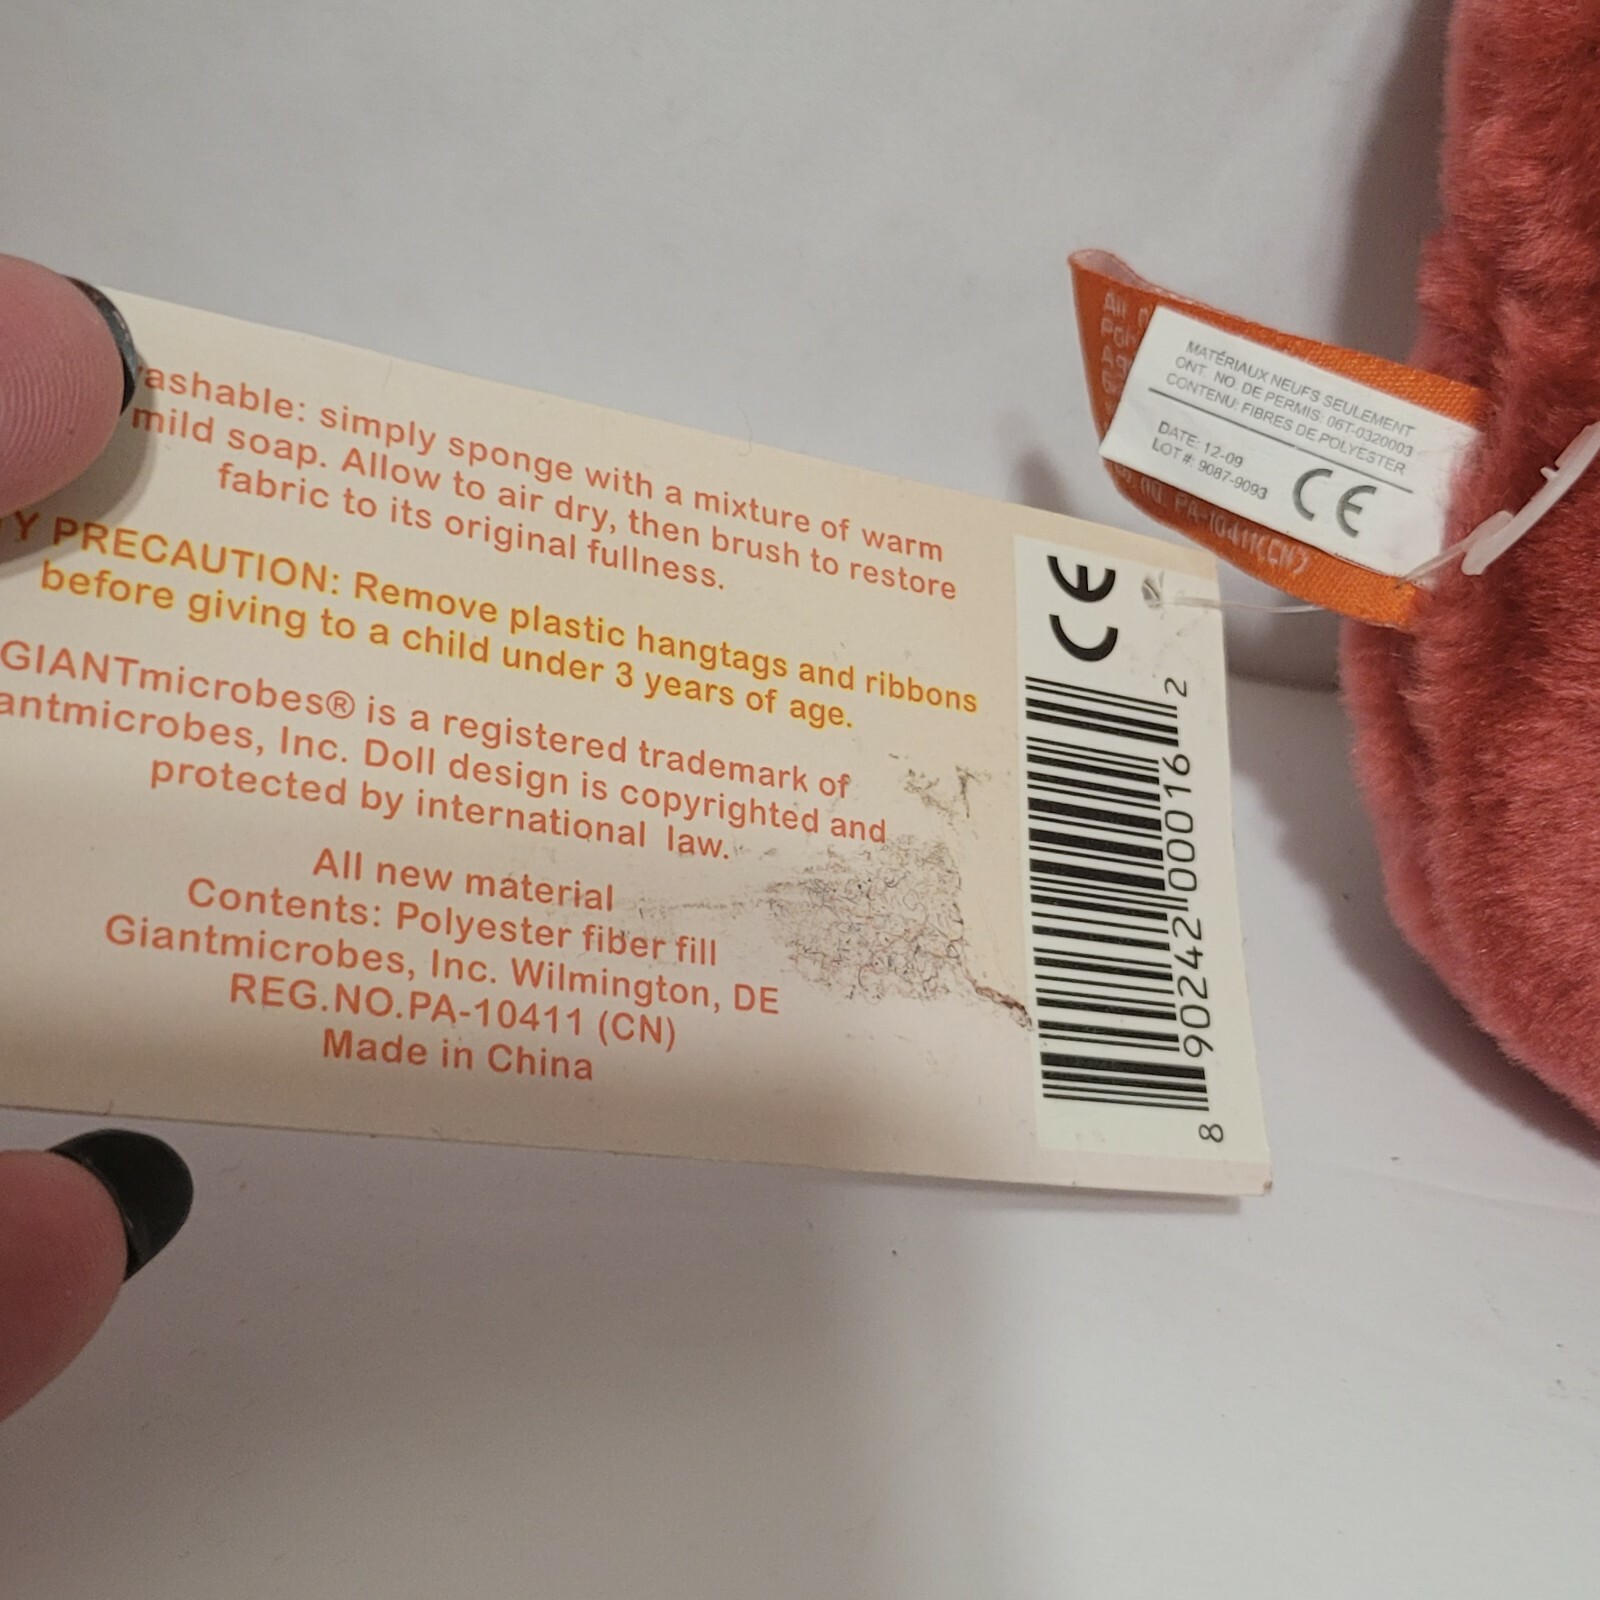 ashable: simply sponge with a mixture of warm
mild soap. Allow to air dry, then brush to restore
fabric to its original fullness.
Y PRECAUTION: Remove plastic hangtags and ribbons
before giving to a child under 3 years of age.
GIANTmicrobes® is a registered trademark of
antmicrobes, Inc. Doll design is copyrighted and
protected by international law.
All new material
Contents: Polyester fiber fill
Giantmicrobes, Inc. Wilmington, DE
REG.NO.PA-10411 (CN)
Made in China
CE
8 90242 00016 2
MATÉRIAUX NEUFS SEULEMENT
ONT. NO. DE PERMIS: 06T-0320003
CONTENU: FIBRES DE POLYESTER
DATE: 12-09
LOT #: 9087-9093
CE
All
PA-10411(CN)